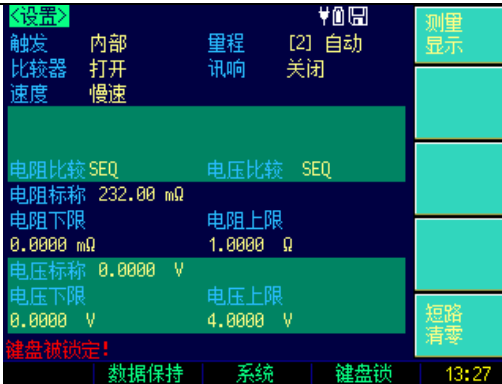 <设置>
测量
显示
触发 内部 量程 [2] 自动
比较器 打开 讯响 关闭
速度 慢速
电阻比较 SEQ 电压比较 SEQ
电阻标称 232.00 mΩ
电阻下限 电阻上限
0.0000 mΩ 1.0000 Ω
电压标称 0.0000 V
电压下限 电压上限
0.0000 V 4.0000 V
短路
清零
键盘被锁定!
数据保持 系统 键盘锁 13:27